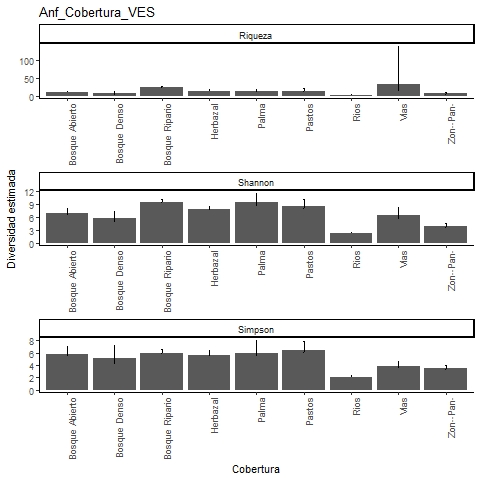 Anf_Cobertura_VES
Riqueza
100
50
0
Bosque Abierto
Bosque Denso
Bosque Ripario
Herbazal
Palma
Pastos
Rios
Vias
Zon--Pan-
Shannon
12
9
6
3
0
Bosque Abierto
Bosque Denso
Bosque Ripario
Herbazal
Palma
Pastos
Rios
Vias
Zon--Pan-
Simpson
8
6
4
2
0
Bosque Abierto
Bosque Denso
Bosque Ripario
Herbazal
Palma
Pastos
Rios
Vias
Zon--Pan-
Diversidad estimada
Cobertura